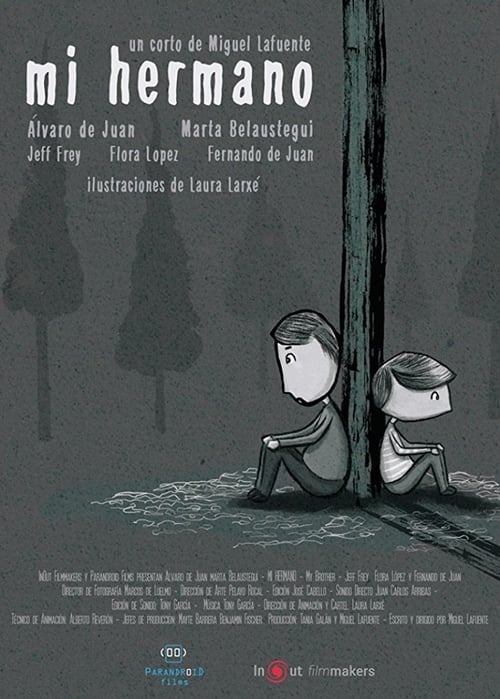 un corto de Miguel Lafuente
mi hermano
Álvaro de Juan Marta Belaustegui
Jeff Frey Flora Lopez Fernando de Juan
ilustraciones de Laura Larxé
InOut Filmmakers y Parandroid Films presentan Alvaro de Juan Marta Belaustegui - MI HERMANO - My Brother - Jeff Frey Flora López y Fernando de Juan
Director de Fotografía Marcos de Loelmo - Dirección de Arte Pelayo Rocal - Edición José Cabello - Sonido Directo Juan Carlos Arribas -
Edición de Sonido: Tony García - Música Tony García - Dirección de Animación y Cartel Laura Larxé
Técnico de Animación: Alberto Reverón - Jefes de Producción: Mayte Barrera Benjamin Fischer: Producción: Tania Galán y Miguel Lafuente - Escrito y dirigido por Miguel Lafuente
PARANDROiD films
In Out filmmakers